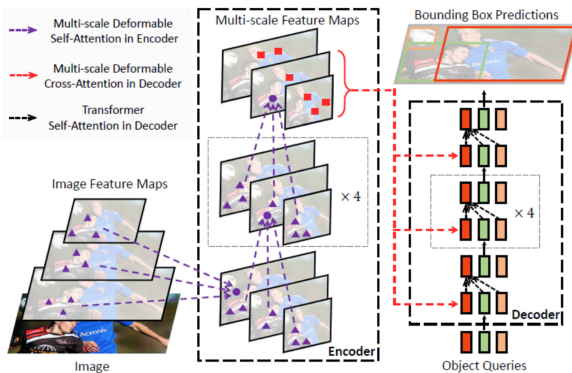 Multi-scale Deformable
Self-Attention in Encoder
Multi-scale Deformable
Cross-Attention in Decoder
Transformer
Self-Attention in Decoder
Multi-scale Feature Maps
Bounding Box Predictions
Image Feature Maps
× 4
× 4
Encoder
Decoder
Image
Object Queries